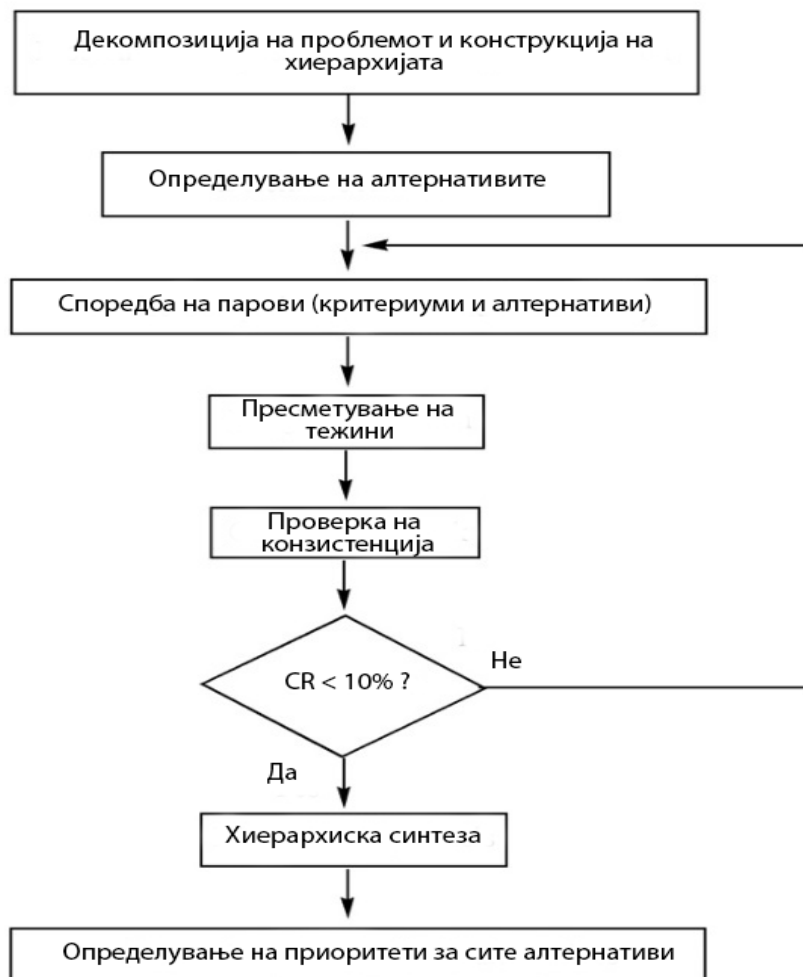 Декомпозиција на проблемот и конструкција на
хиерархијата
Определување на алтернативите
Споредба на парови (критериуми и алтернативи)
Пресметување на
тежини
Проверка на
конзистенција
CR < 10% ?
Не
Да
Хиерархиска синтеза
Определување на приоритети за сите алтернативи